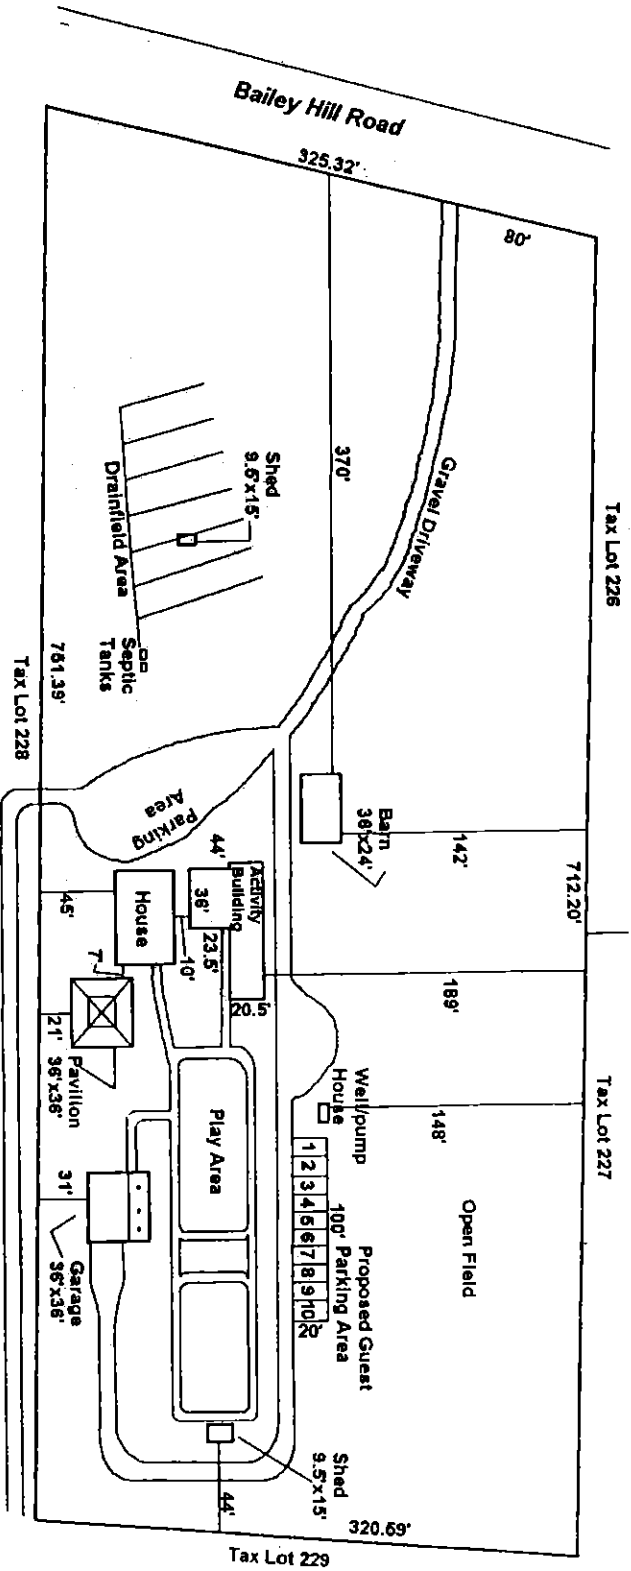 Bailey Hill Road
325.32'
80'
Tax Lot 226
Gravel Driveway
370'
Shed
9.5'x15'
Drainfield Area
Septic
Tanks
Tax Lot 228
Parking
Area
Barn
36'x24'
142'
712.20'
Activity
Building
44'
36'
23.5'
20.5'
House
10'
7'
45'
189'
Pavilion
36'x36'
21'
Well/pump
House
148'
Tax Lot 227
Open Field
Play Area
Proposed Guest
Parking Area
100'
1 2 3 4 5 6 7 8 9 10
20'
31'
Garage
36'x36'
Shed
9.5'x15'
44'
320.69'
Tax Lot 229